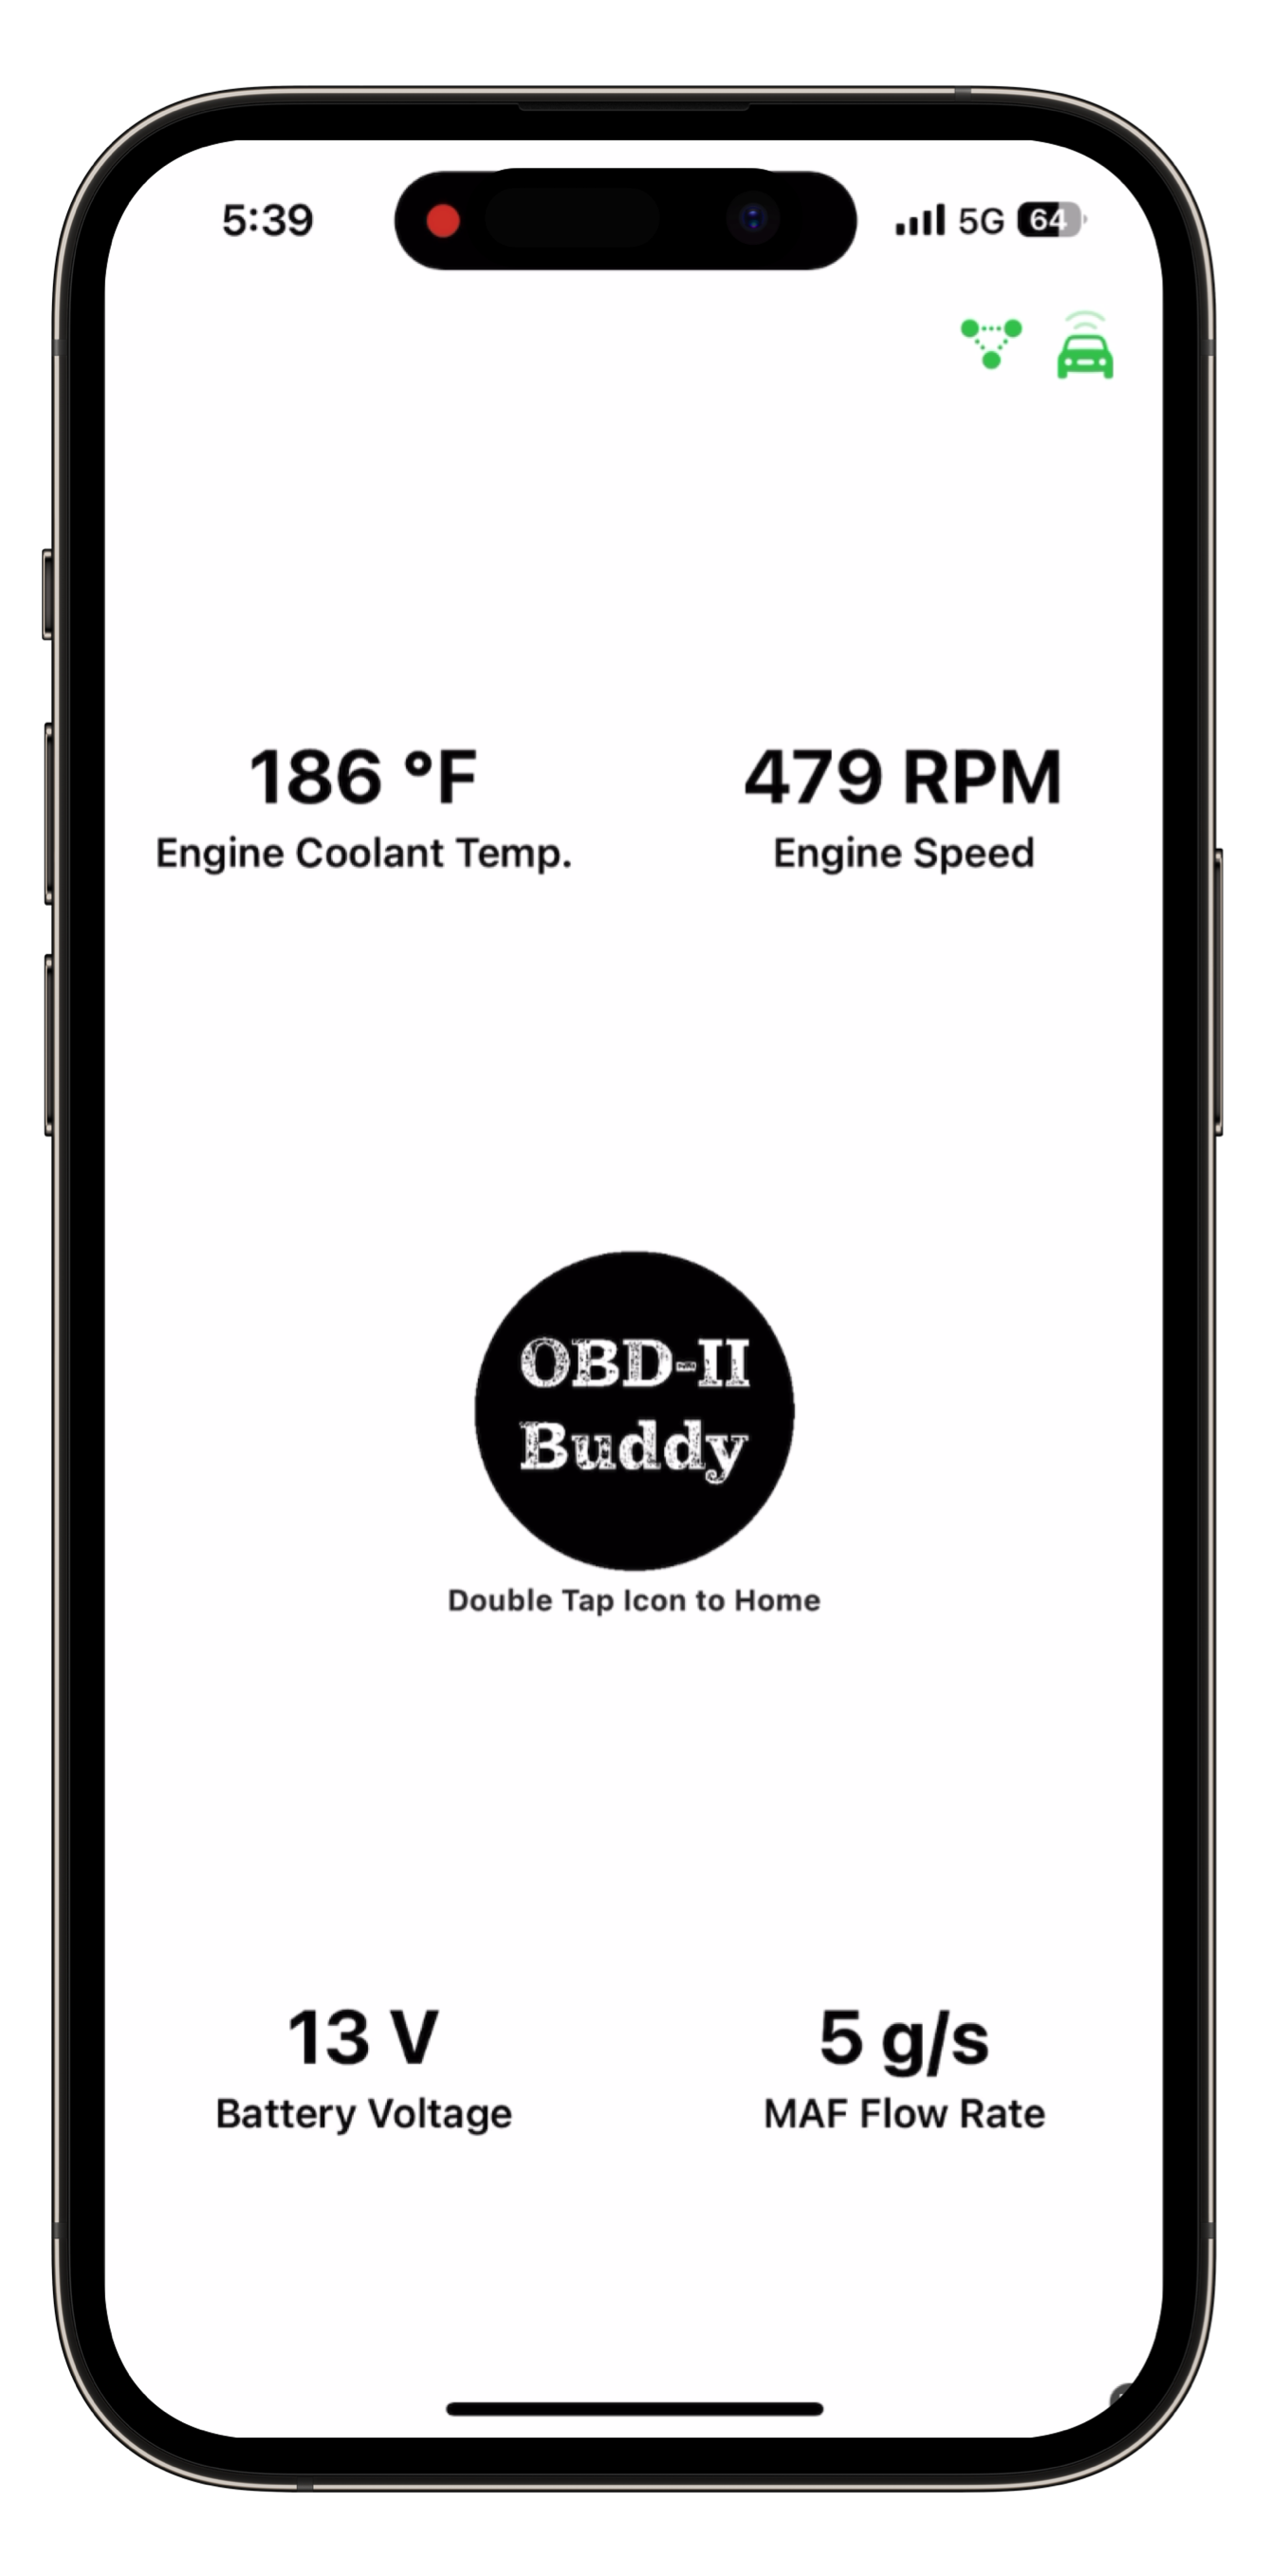 5:39
5G 64
186 °F
Engine Coolant Temp.
479 RPM
Engine Speed
OBD-II
Buddy
Double Tap Icon to Home
13 V
Battery Voltage
5 g/s
MAF Flow Rate